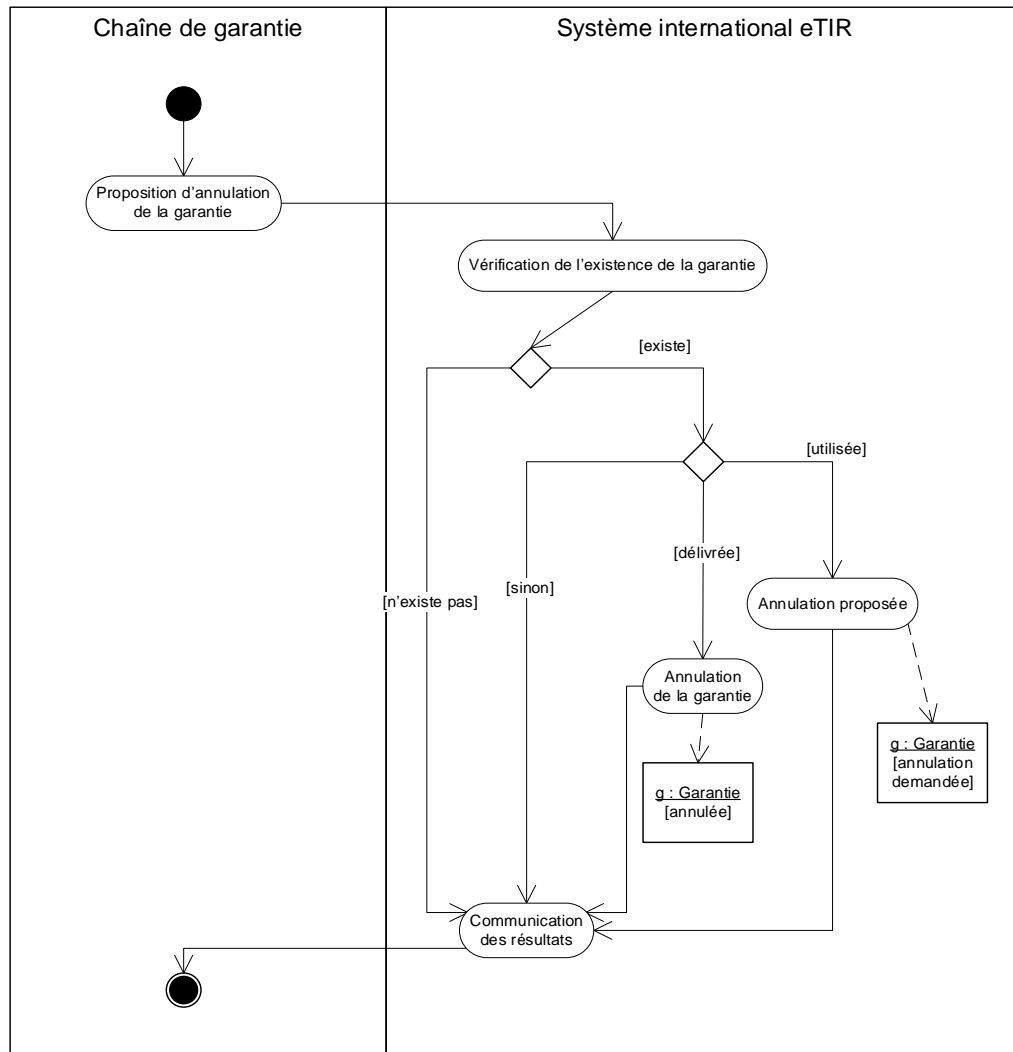 Chaîne de garantie
Système international eTIR
Proposition d'annulation
de la garantie
Vérification de l'existence de la garantie
[existe]
[utilisée]
[délivrée]
[n'existe pas]
[sinon]
Annulation proposée
Annulation
de la garantie
g : Garantie
[annulation
demandée]
g : Garantie
[annulée]
Communication
des résultats